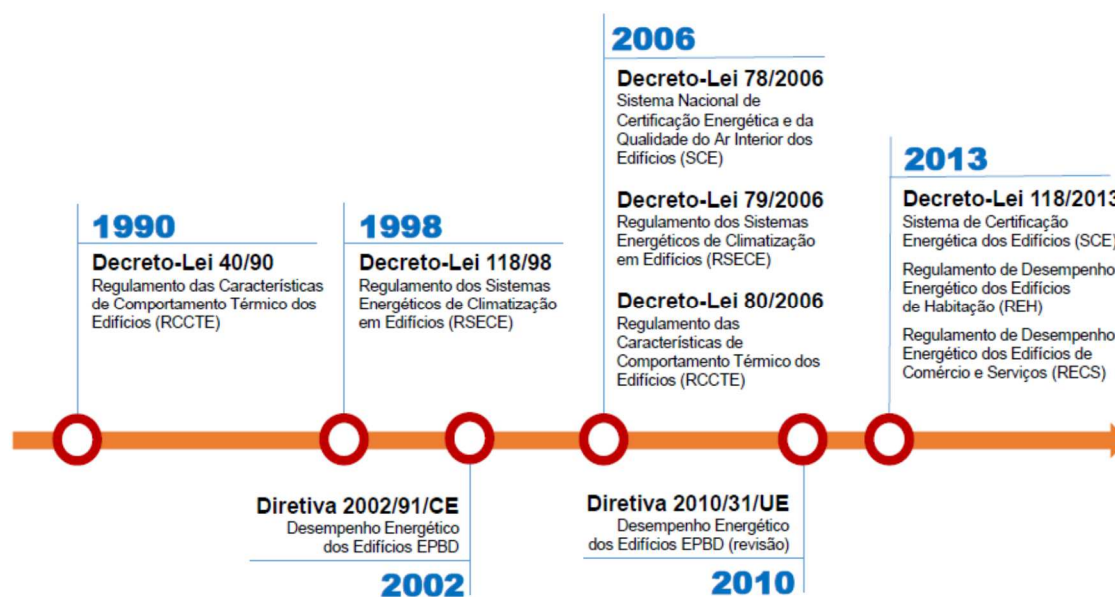 1990
Decreto-Lei 40/90
Regulamento das Características
de Comportamento Térmico dos
Edifícios (RCCTE)
1998
Decreto-Lei 118/98
Regulamento dos Sistemas
Energéticos de Climatização
em Edifícios (RSECE)
2006
Decreto-Lei 78/2006
Sistema Nacional de
Certificação Energética e da
Qualidade do Ar Interior dos
Edifícios (SCE)
Decreto-Lei 79/2006
Regulamento dos Sistemas
Energéticos de Climatização
em Edifícios (RSECE)
Decreto-Lei 80/2006
Regulamento das
Características de
Comportamento Térmico dos
Edifícios (RCCTE)
2013
Decreto-Lei 118/2013
Sistema de Certificação
Energética dos Edifícios (SCE)
Regulamento de Desempenho
Energético dos Edifícios
de Habitação (REH)
Regulamento de Desempenho
Energético dos Edifícios de
Comércio e Serviços (RECS)
Diretiva 2002/91/CE
Desempenho Energético
dos Edifícios EPBD
2002
Diretiva 2010/31/UE
Desempenho Energético
dos Edifícios EPBD (revisão)
2010